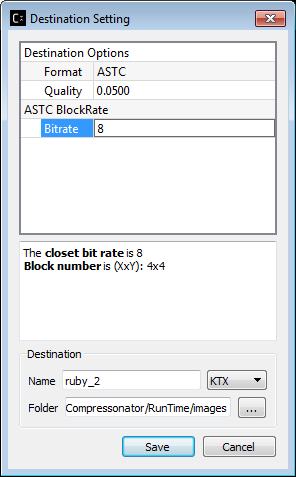 C: Destination Setting
Destination Options
Format ASTC
Quality 0.0500
ASTC BlockRate
Bitrate 8
The closet bit rate is 8
Block number is (XxY): 4x4
Destination
Name ruby_2 KTX
Folder Compressonator/RunTime/images ...
Save Cancel